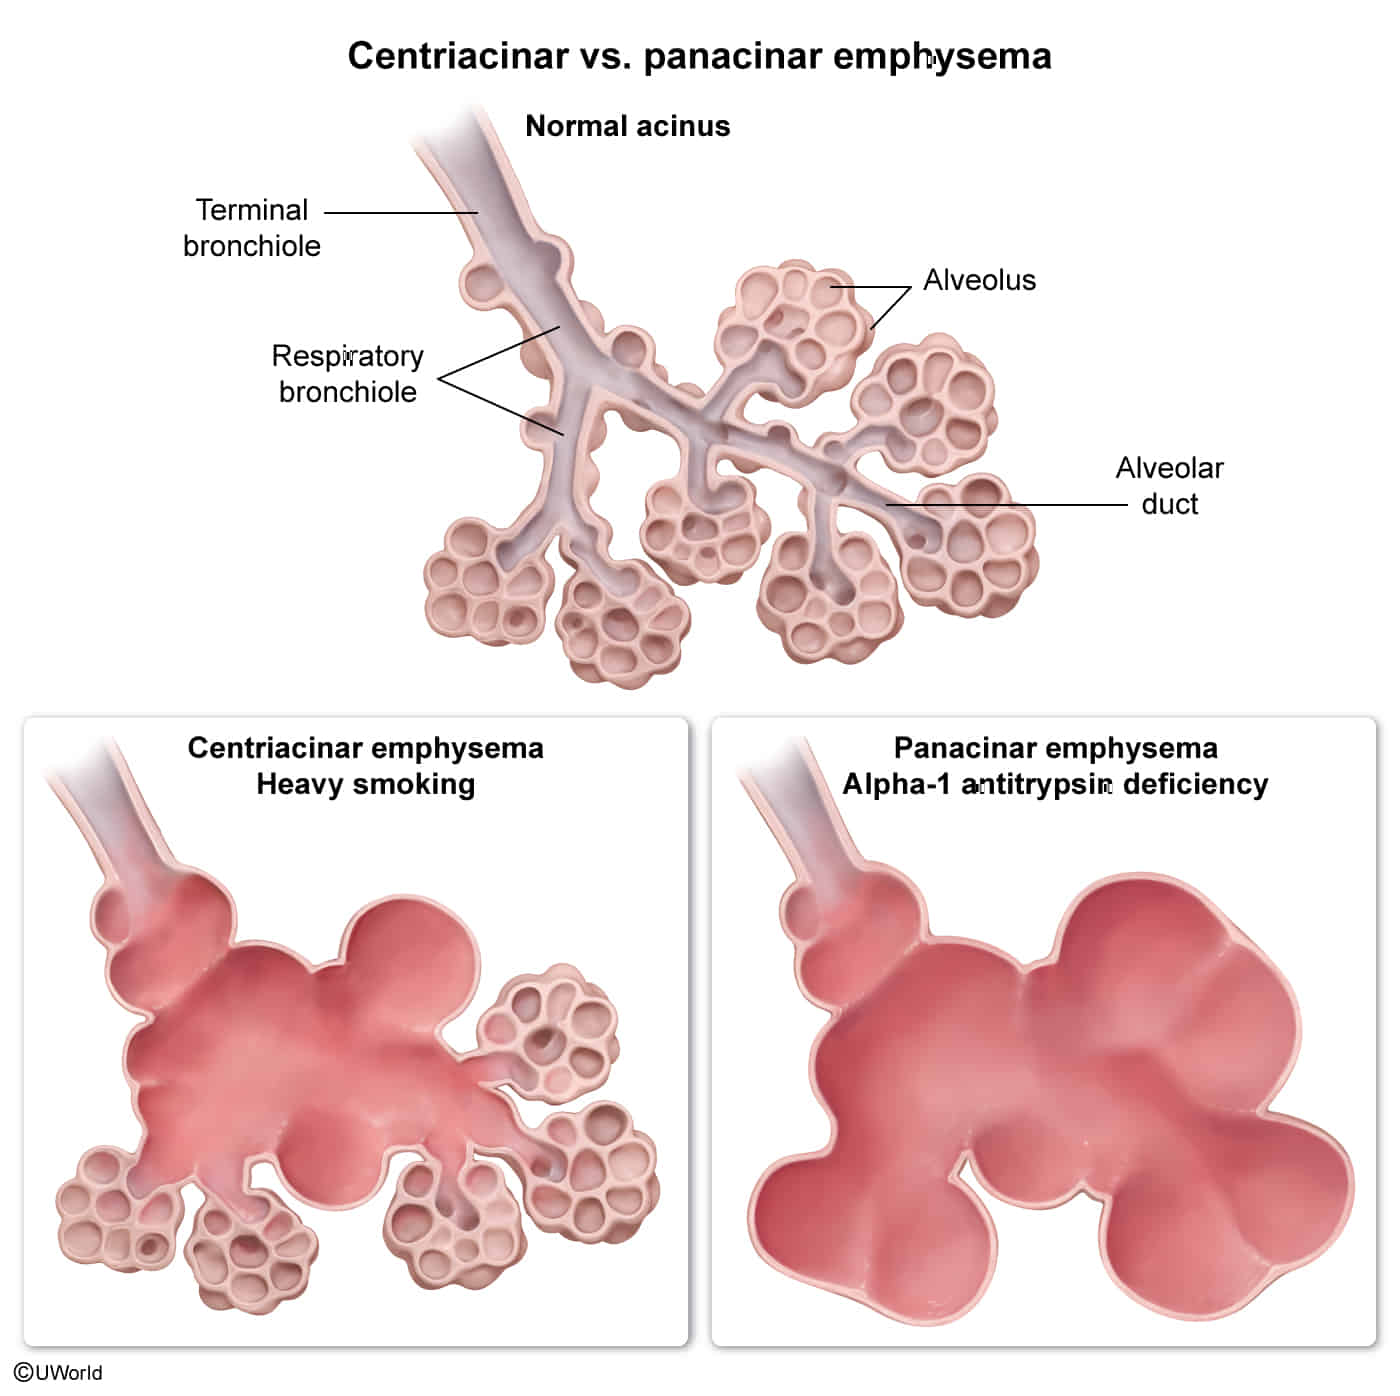 Centriacinar vs. panacinar emphysema
Normal acinus
Terminal
bronchiole
Alveolus
Respiratory
bronchiole
Alveolar
duct
Centriacinar emphysema
Heavy smoking
Panacinar emphysema
Alpha-1 antitrypsin deficiency
©UWorld